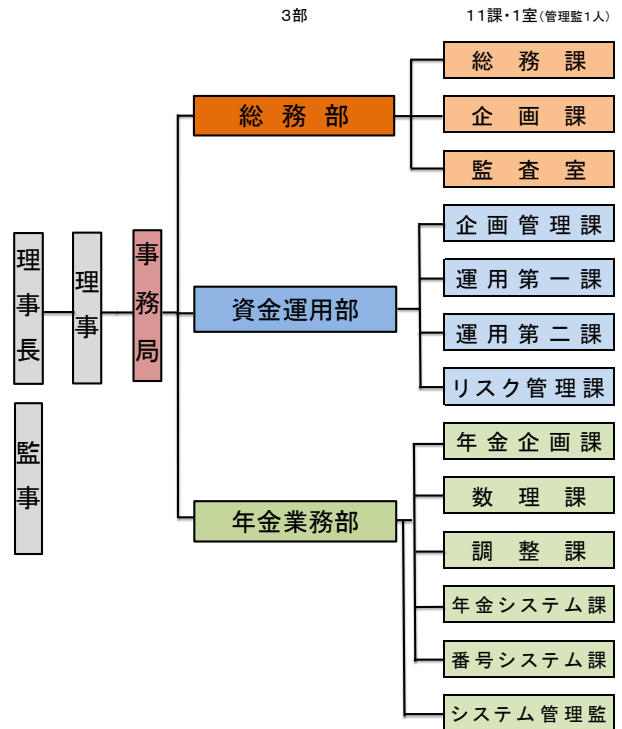 3部
11課・1室(管理監1人)
理事長
監事
理事
事務局
総務部
総務課
企画課
監査室
資金運用部
企画管理課
運用第一課
運用第二課
リスク管理課
年金業務部
年金企画課
数理課
調整課
年金システム課
番号システム課
システム管理監